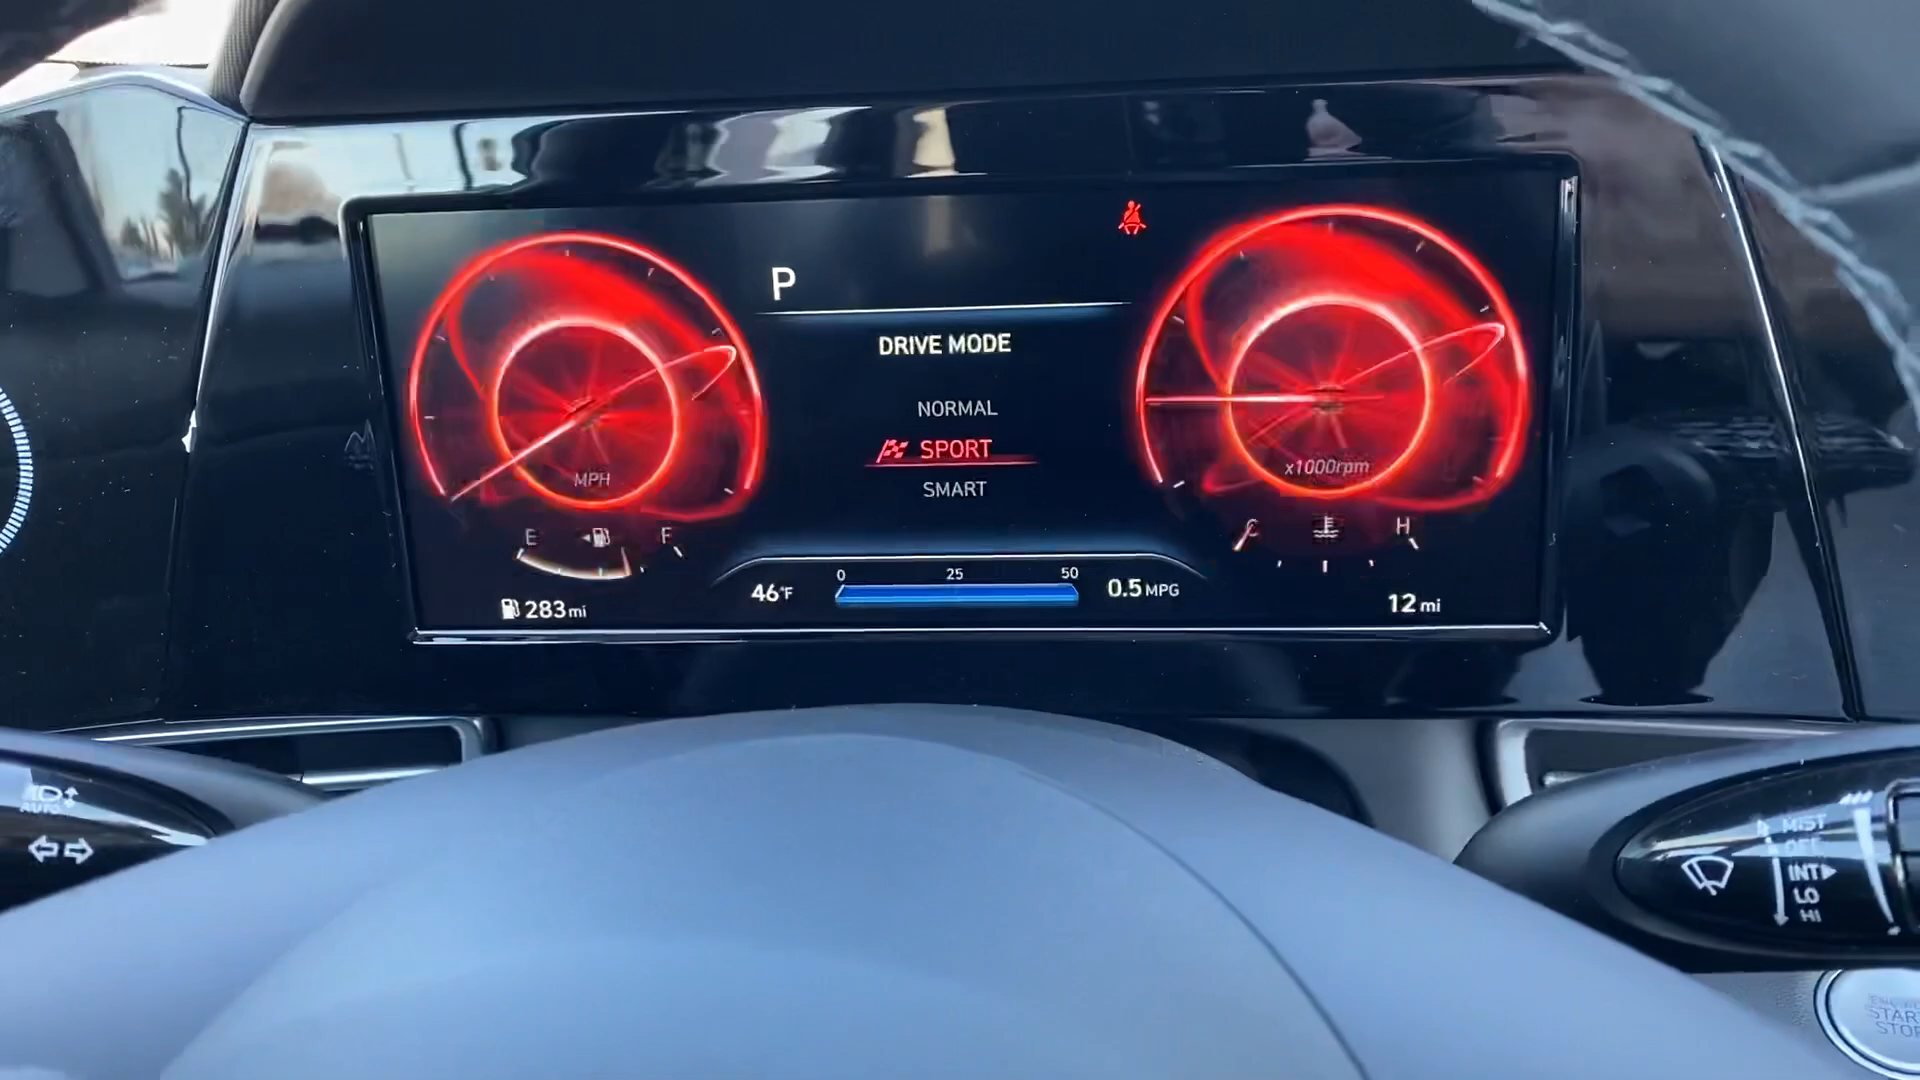 P
DRIVE MODE
NORMAL
SPORT
SMART
MPH
x1000rpm
E F
C H
0 25 50
46°F
0.5 MPG
283 mi
12 mi
AUTO
MIST
OFF
INT
LO
HI
START